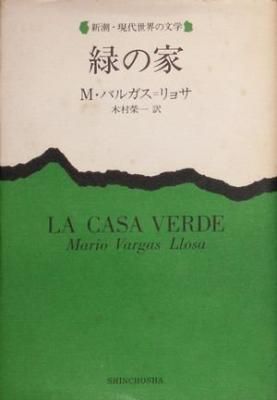 新潮・現代世界の文学
緑の家
M・バルガス=リョサ
木村榮一 訳
LA CASA VERDE
Mario Vargas Llosa
SHINCHOSHA